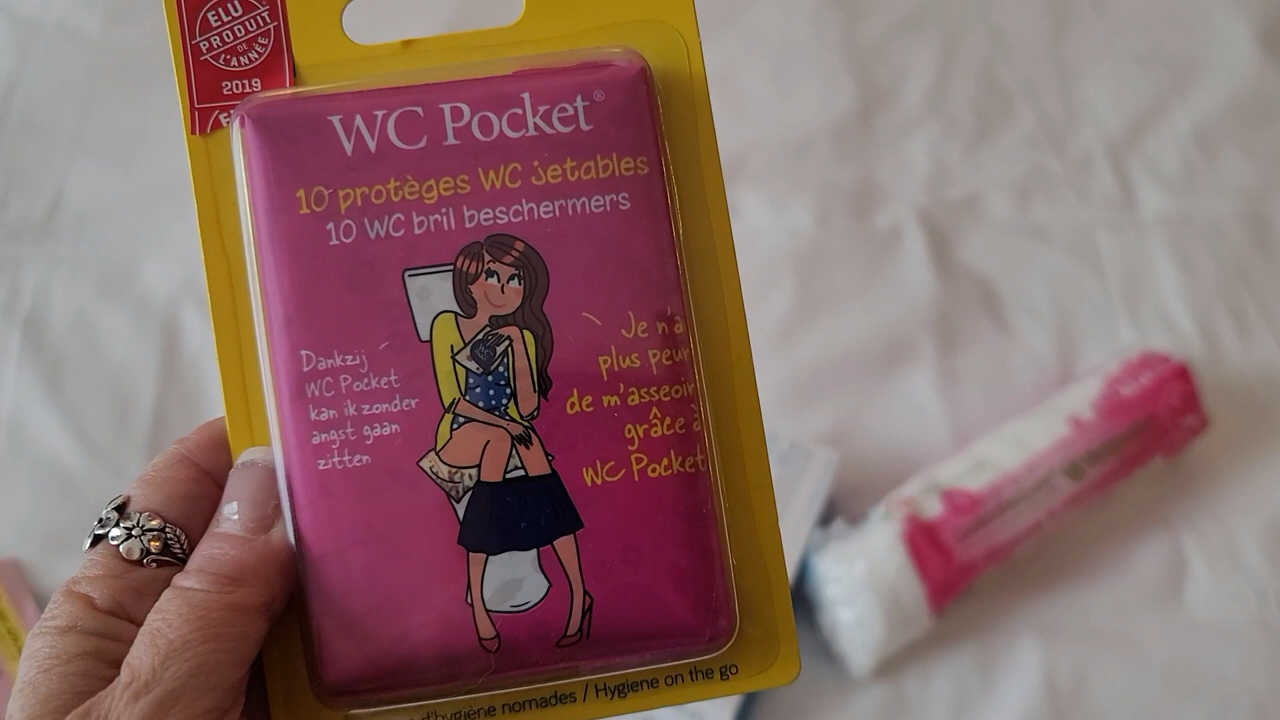 ELU
PRODUIT
DE
L'ANNÉE
2019
WC Pocket®
10 protèges WC jetables
10 WC bril beschermers
Dankzij
WC Pocket
kan ik zonder
angst gaan
zitten
Je n'a
plus peur
de m'asseoir
grâce à
WC Pocket
WC
d'hygiène nomades / Hygiene on the go